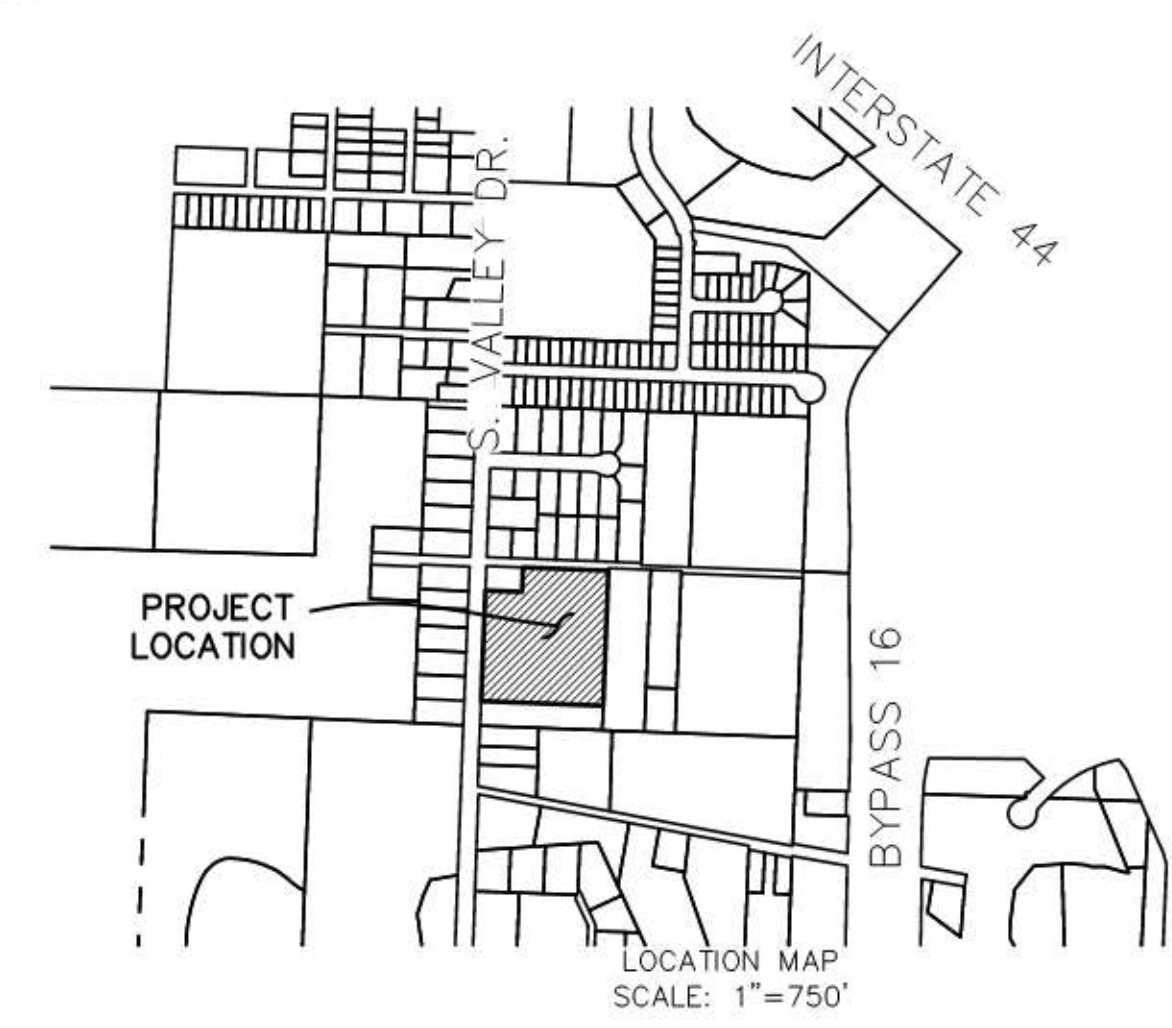 INTERSTATE 44
S. VALLEY DR.
PROJECT
LOCATION
BYPASS 16
LOCATION MAP
SCALE: 1"=750'